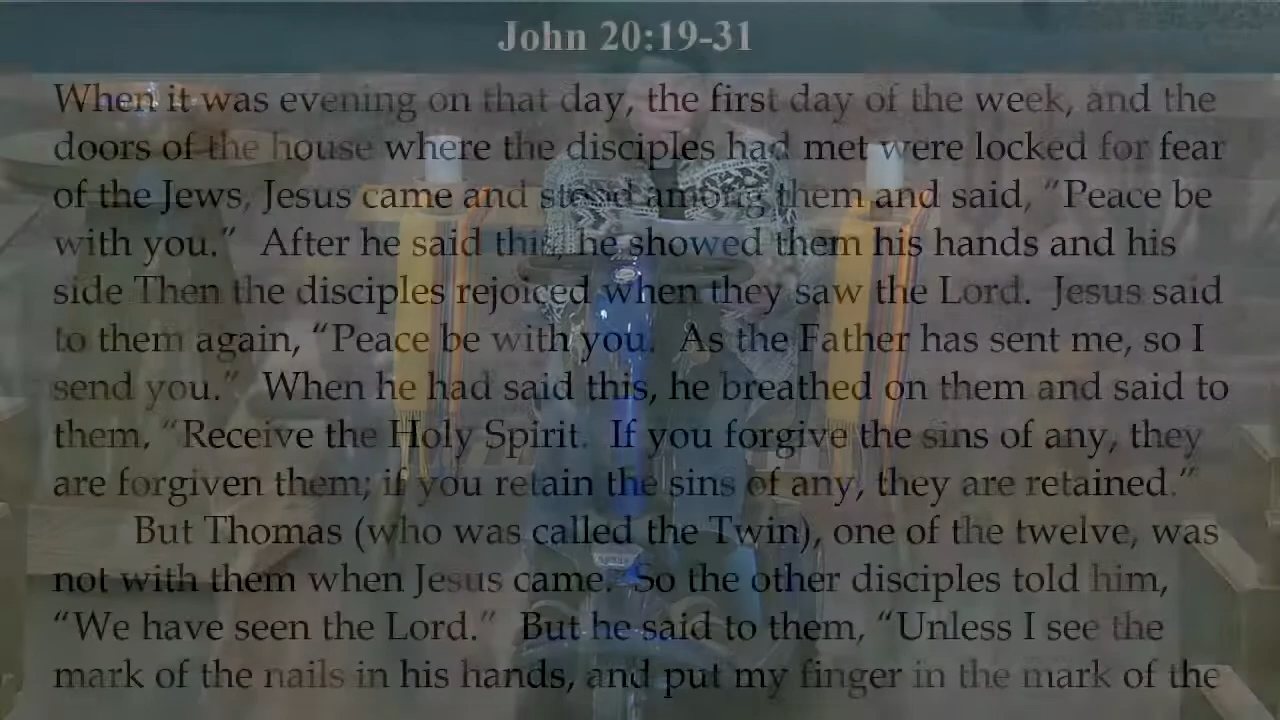 John 20:19-31
When it was evening on that day, the first day of the week, and the
doors of the house where the disciples had met were locked for fear
of the Jews, Jesus came and stood among them and said, “Peace be
with you.” After he said this, he showed them his hands and his
side Then the disciples rejoiced when they saw the Lord. Jesus said
to them again, “Peace be with you. As the Father has sent me, so I
send you.” When he had said this, he breathed on them and said to
them, “Receive the Holy Spirit. If you forgive the sins of any, they
are forgiven them; if you retain the sins of any, they are retained.”
But Thomas (who was called the Twin), one of the twelve, was
not with them when Jesus came. So the other disciples told him,
“We have seen the Lord.” But he said to them, “Unless I see the
mark of the nails in his hands, and put my finger in the mark of the